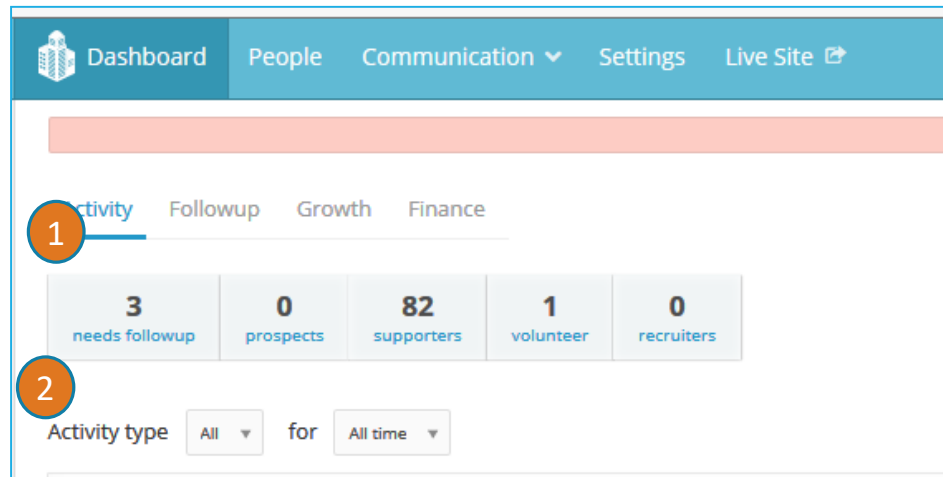 Dashboard People Communication Settings Live Site
Activity Followup Growth Finance
1
3 0 82 1 0
needs followup prospects supporters volunteer recruiters
2
Activity type All for All time